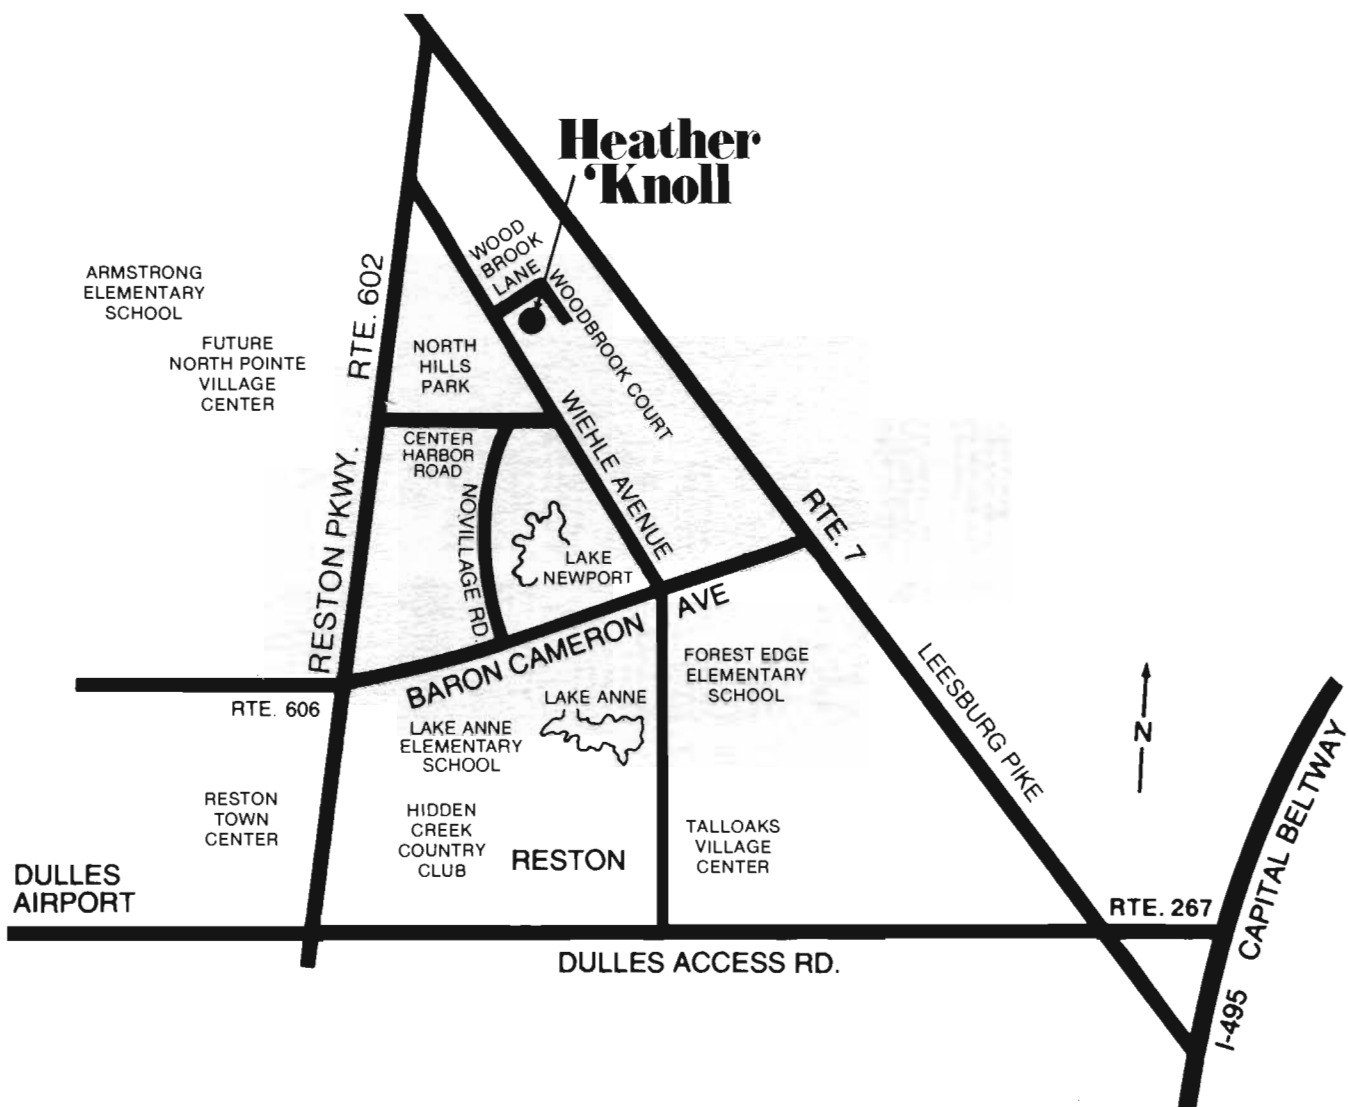 Heather
‘Knoll
WOOD
BROOK
LANE
WOODBROOK COURT
ARMSTRONG
ELEMENTARY
SCHOOL
RTE. 602
FUTURE
NORTH POINTE
VILLAGE
CENTER
NORTH
HILLS
PARK
WIEHLE AVENUE
CENTER
HARBOR
ROAD
RESTON PKWY.
NOVILLAGE RD.
LAKE
NEWPORT
RTE. 7
BARON CAMERON AVE
LEESBURG PIKE
FOREST EDGE
ELEMENTARY
SCHOOL
RTE. 606
LAKE ANNE
LAKE ANNE
ELEMENTARY
SCHOOL
N
RESTON
TOWN
CENTER
HIDDEN
CREEK
COUNTRY
CLUB
RESTON
TALLOAKS
VILLAGE
CENTER
DULLES
AIRPORT
RTE. 267
DULLES ACCESS RD.
I-495 CAPITAL BELTWAY